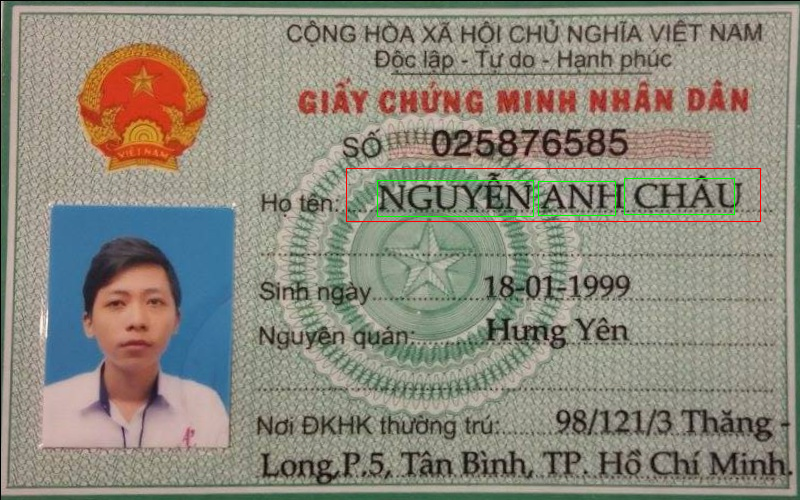 CỘNG HÒA XÃ HỘI CHỦ NGHĨA VIỆT NAM
Độc lập - Tự do - Hạnh phúc
GIẤY CHỨNG MINH NHÂN DÂN
SỐ 025876585
VIỆT NAM
Họ tên: NGUYỄN ANH CHÂU
Sinh ngày 18-01-1999
Nguyên quán: Hưng Yên
Nơi ĐKHK thường trú: 98/121/3 Thăng -
Long,P.5, Tân Bình, TP. Hồ Chí Minh.